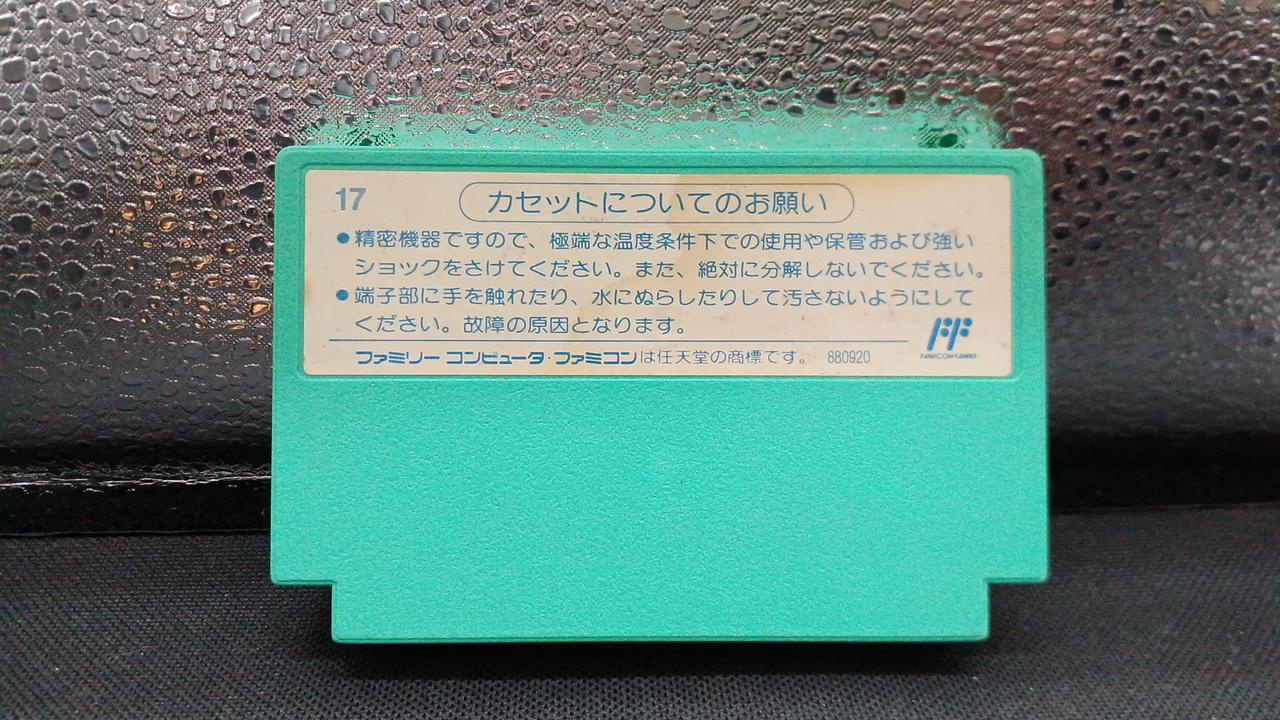 17
カセットについてのお願い
●精密機器ですので、極端な温度条件下での使用や保管および強い
ショックをさけてください。また、絶対に分解しないでください。
●端子部に手を触れたり、水にぬらしたりして汚さないようにして
ください。故障の原因となります。
FF
FAMICOM FAMILY
ファミリー コンピュータ・ファミコンは任天堂の商標です。 880920